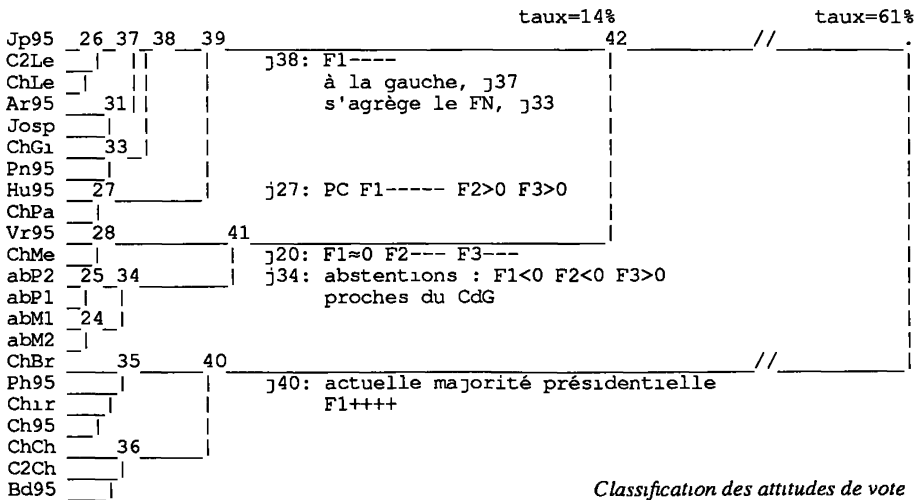 taux=14% taux=61%
Jp95 26 37 38 39 42 //
C2Le j38: F1----
ChLe à la gauche, j37
Ar95 31 s'agrège le FN, j33
Josp
ChGi 33
Pn95
Hu95 27 j27: PC F1----- F2>0 F3>0
ChPa
Vr95 28 41
ChMe j20: F1≈0 F2--- F3---
abP2 25 34 j34: abstentions : F1<0 F2<0 F3>0
abP1 proches du CdG
abM1 24
abM2
ChBr 35 40 //
Ph95 j40: actuelle majorité présidentielle
Chir F1++++
Ch95
ChCh 36
C2Ch
Bd95 Classification des attitudes de vote